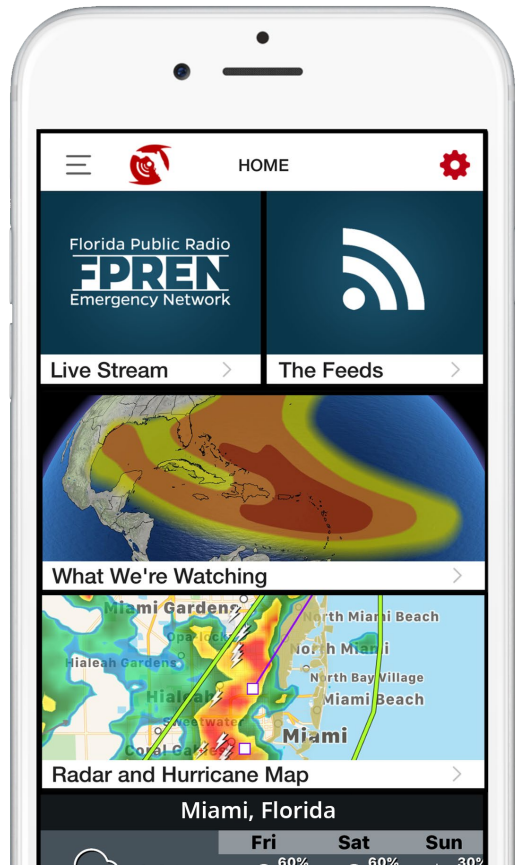 HOME
Florida Public Radio
FPREN
Emergency Network
Live Stream
The Feeds
What We're Watching
Miami Gardens
North Miami Beach
Opa-locka
North Miami
Hialeah Gardens
North Bay Village
Hialeah
Miami Beach
Sweetwater
Miami
Coral Gables
Radar and Hurricane Map
Miami, Florida
Fri Sat Sun
60% 60% 30%